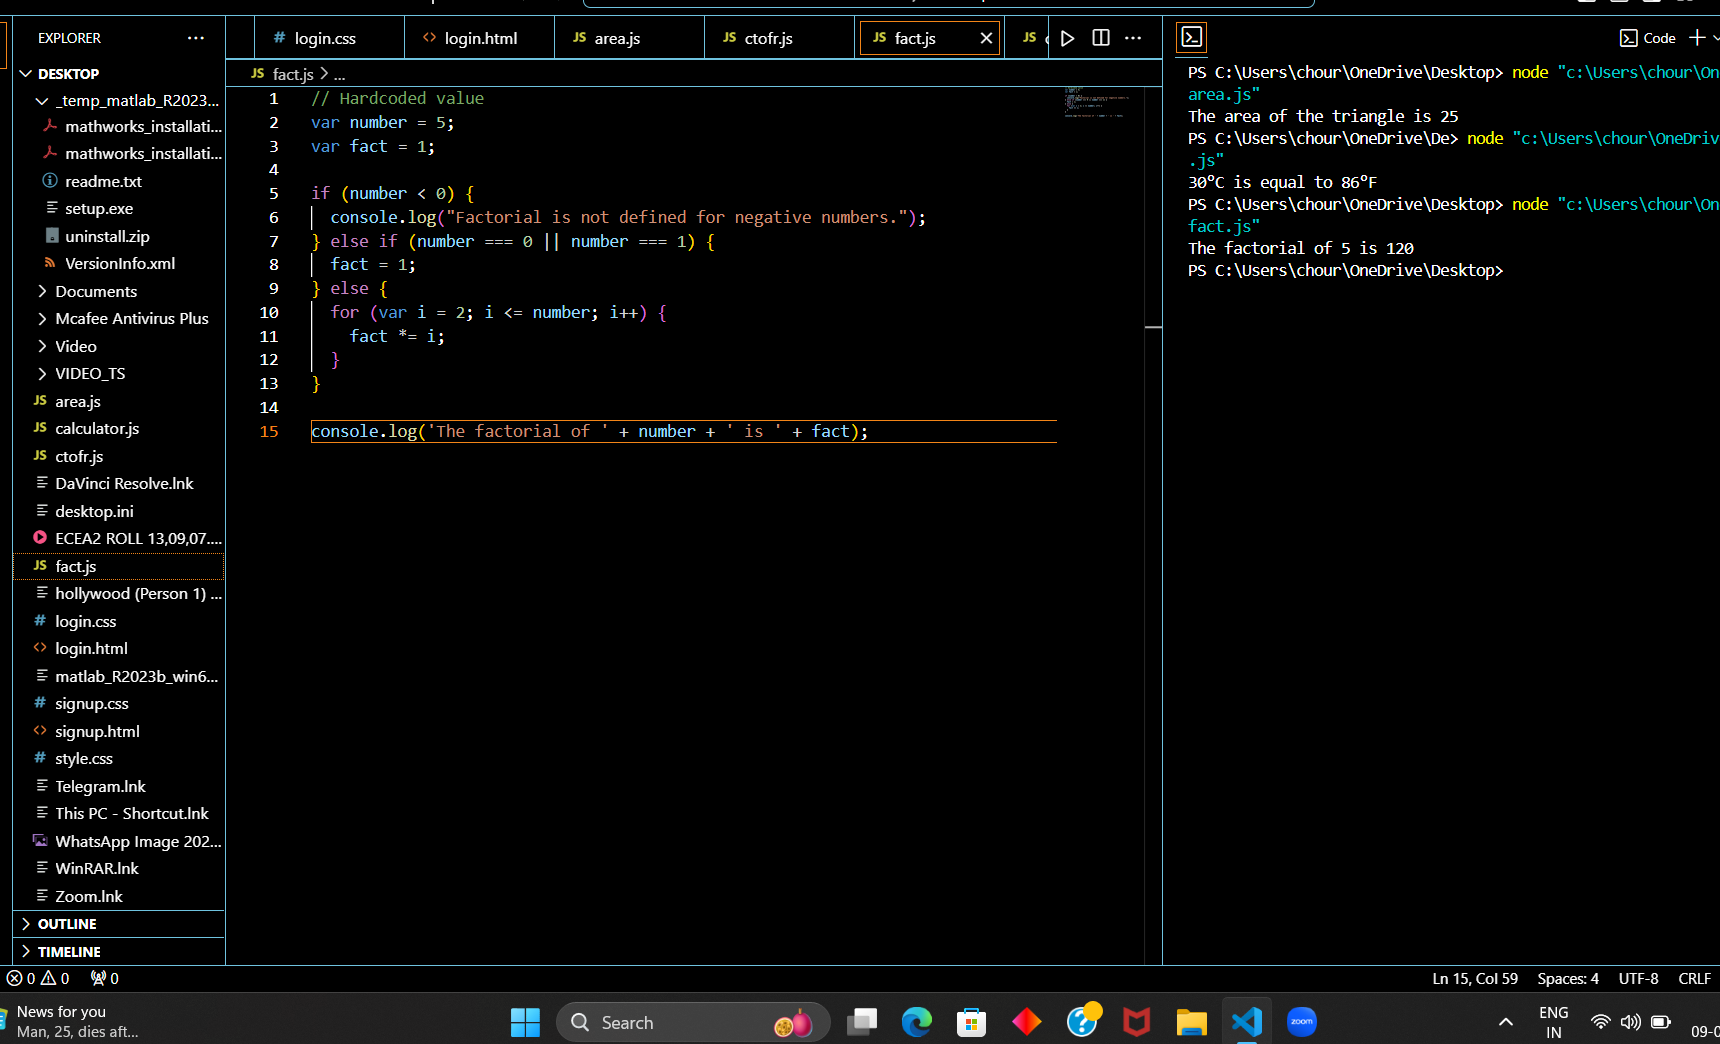 EXPLORER
DESKTOP
_temp_matlab_R2023...
mathworks_installati...
mathworks_installati...
readme.txt
setup.exe
uninstall.zip
VersionInfo.xml
Documents
Mcafee Antivirus Plus
Video
VIDEO_TS
JS area.js
JS calculator.js
JS ctofr.js
DaVinci Resolve.lnk
desktop.ini
ECEA2 ROLL 13,09,07....
JS fact.js
hollywood (Person 1) ...
# login.css
<> login.html
matlab_R2023b_win6...
# signup.css
<> signup.html
# style.css
Telegram.lnk
This PC - Shortcut.lnk
WhatsApp Image 202...
WinRAR.lnk
Zoom.lnk
OUTLINE
TIMELINE
# login.css <> login.html JS area.js JS ctofr.js JS fact.js JS
JS fact.js > ...
1 // Hardcoded value
2 var number = 5;
3 var fact = 1;
4
5 if (number < 0) {
6 console.log("Factorial is not defined for negative numbers.");
7 } else if (number === 0 || number === 1) {
8 fact = 1;
9 } else {
10 for (var i = 2; i <= number; i++) {
11 fact *= i;
12 }
13 }
14
15 console.log('The factorial of ' + number + ' is ' + fact);
Code
PS C:\Users\chour\OneDrive\Desktop> node "c:\Users\chour\On
area.js"
The area of the triangle is 25
PS C:\Users\chour\OneDrive\De> node "c:\Users\chour\OneDriv
.js"
30°C is equal to 86°F
PS C:\Users\chour\OneDrive\Desktop> node "c:\Users\chour\On
fact.js"
The factorial of 5 is 120
PS C:\Users\chour\OneDrive\Desktop>
0 0 0
Ln 15, Col 59 Spaces: 4 UTF-8 CRLF
News for you
Man, 25, dies aft...
Search
zoom
ENG
IN
09-0